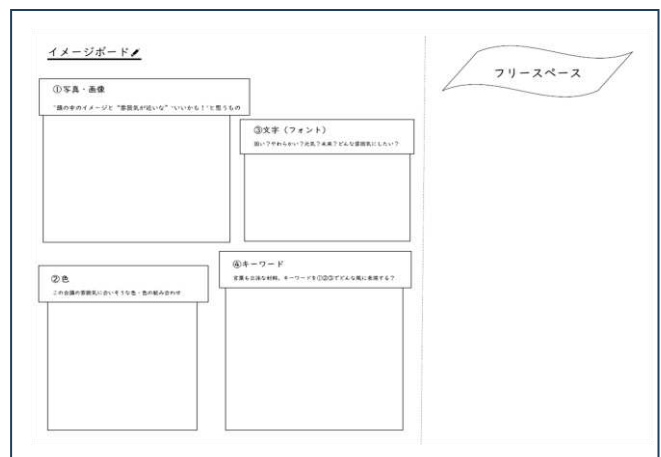 イメージボード
①写真・画像
"頭の中のイメージと "雰囲気が近いな" "いいかも！"と思うもの
③文字（フォント）
固い？やわらかい？元気？未来？どんな雰囲気にしたい？
②色
この会議の雰囲気に合いそうな色・色の組み合わせ
④キーワード
言葉も立派な材料。キーワードを①②③でどんな風に表現する？
フリースペース